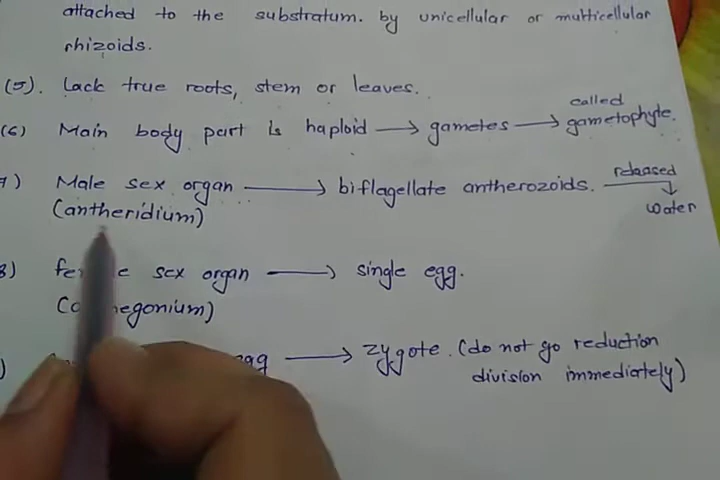 attached to the substratum. by unicellular or multicellular
rhizoids.
(5). Lack true roots, stem or leaves.
(6) Main body part is haploid → gametes → called gametophyte.
7) Male sex organ → biflagellate antherozoids. released → water
(antheridium)
8) sex organ → single egg.
→ zygote. (do not go reduction
division immediately)